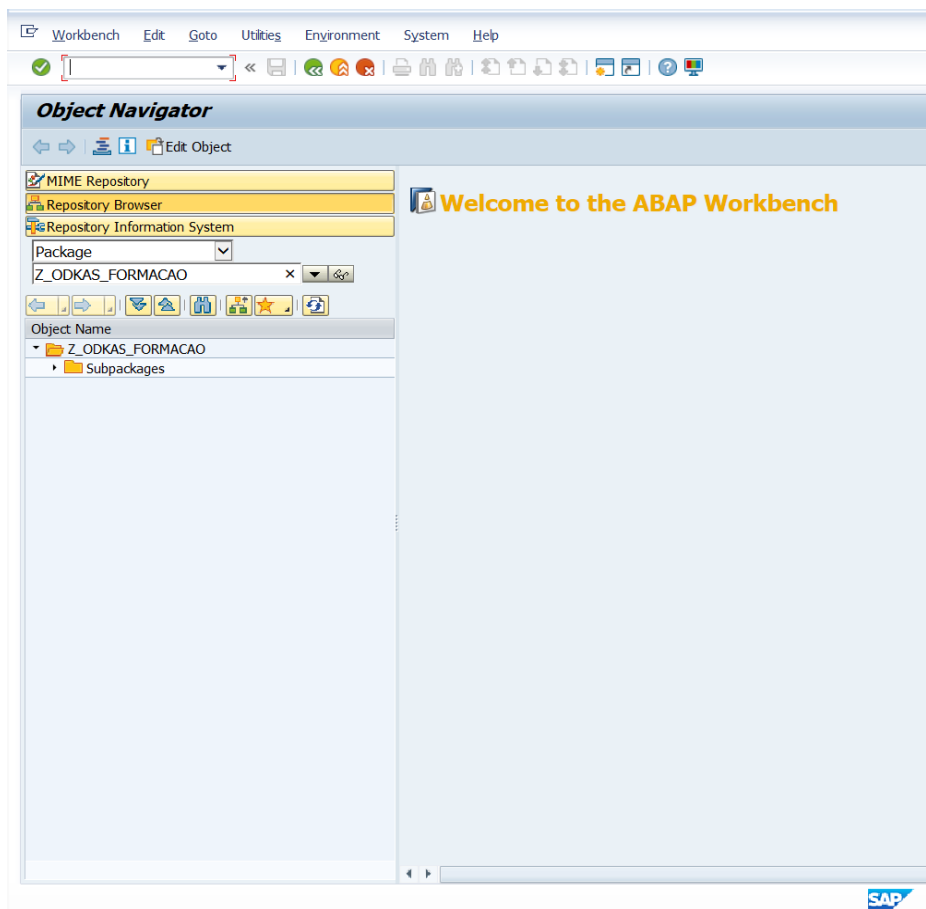 Workbench Edit Goto Utilities Environment System Help
Object Navigator
Edit Object
MIME Repository
Repository Browser
Repository Information System
Package
Z_ODKAS_FORMACAO
Object Name
Z_ODKAS_FORMACAO
Subpackages
Welcome to the ABAP Workbench
SAP